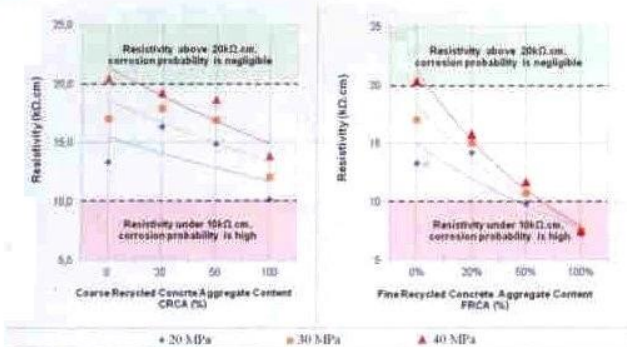 25,0
Resistivity above 20kΩ.cm,
corrosion probability is negligible
20,0
15,0
10,0
Resistivity under 10kΩ.cm,
corrosion probability is high
5,0
Resistivity (kΩ.cm)
0
30
50
100
Coarse Recycled Concrete Aggregate Content
CRCA (%)
25
Resistivity above 20kΩ.cm,
corrosion probability is negligible
20
15
10
Resistivity under 10kΩ.cm,
corrosion probability is high
5
Resistivity (kΩ.cm)
0%
20%
50%
100%
Fine Recycled Concrete Aggregate Content
FRCA (%)
20 MPa
30 MPa
40 MPa